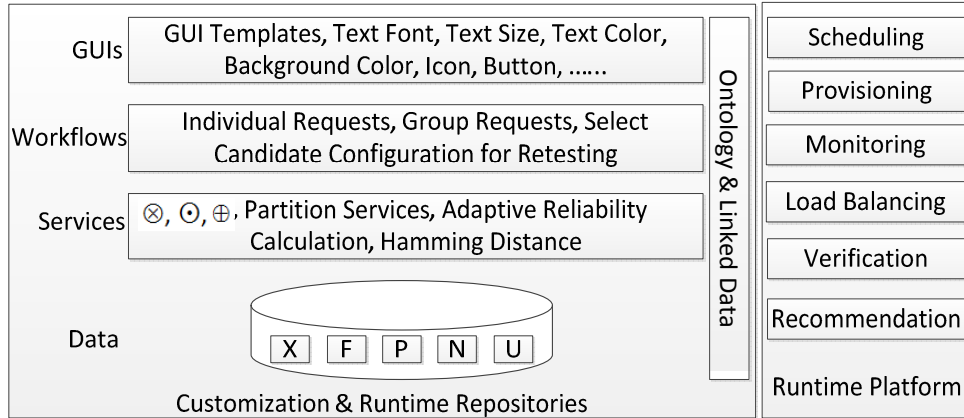 GUIs
GUI Templates, Text Font, Text Size, Text Color,
Background Color, Icon, Button, ......
Workflows
Individual Requests, Group Requests, Select
Candidate Configuration for Retesting
Services
⊗, ⊙, ⊕, Partition Services, Adaptive Reliability
Calculation, Hamming Distance
Data
X F P N U
Customization & Runtime Repositories
Ontology & Linked Data
Scheduling
Provisioning
Monitoring
Load Balancing
Verification
Recommendation
Runtime Platform